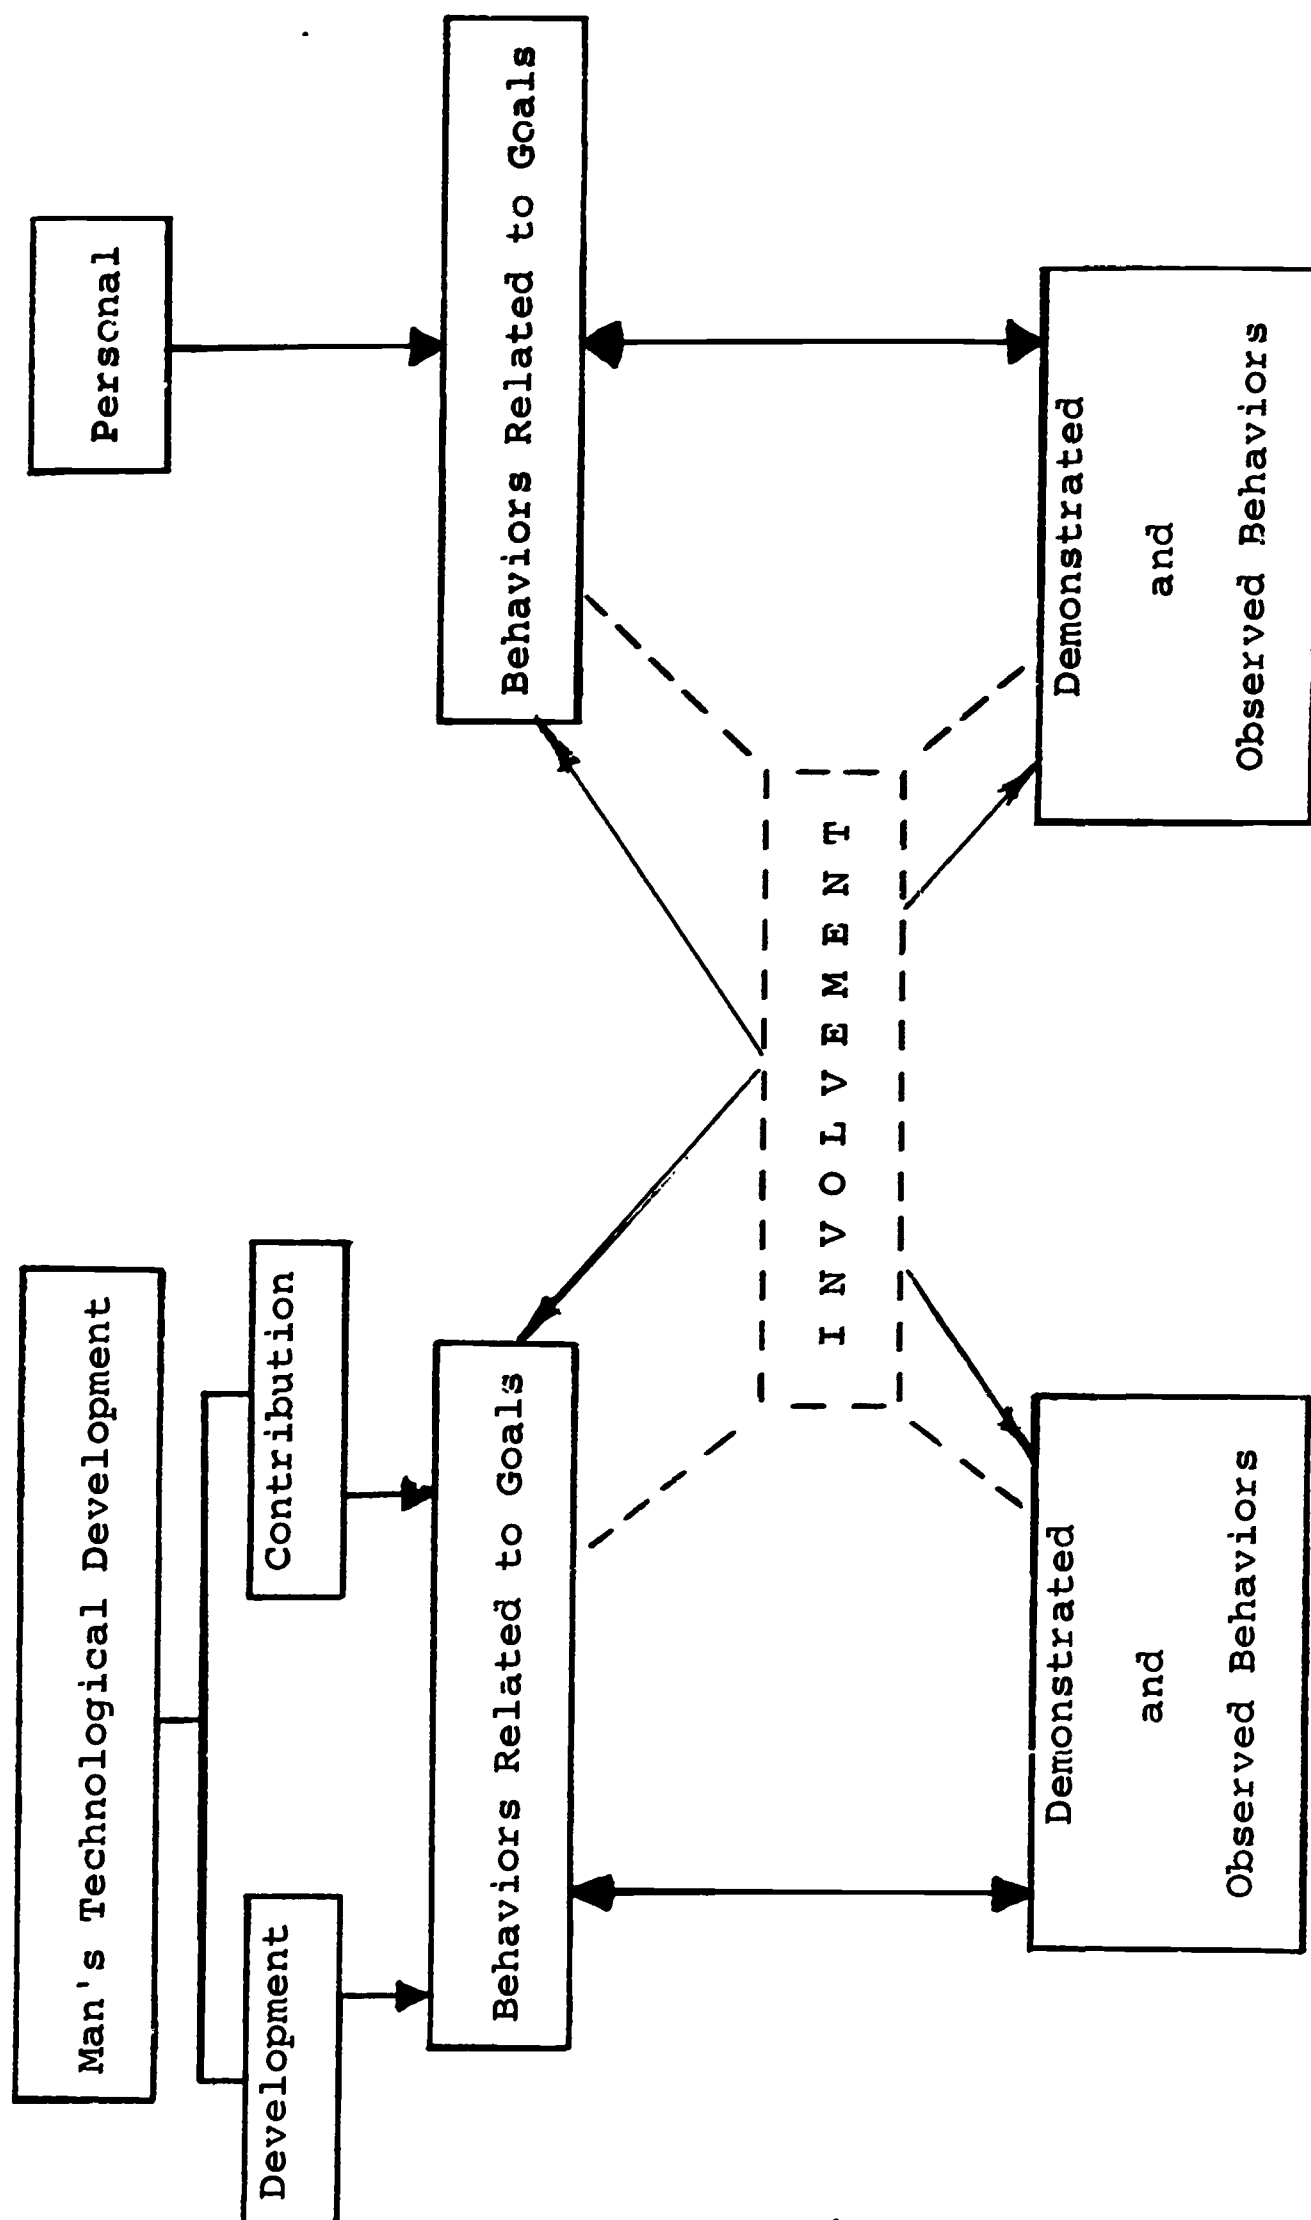 Man's Technological Development
Personal
Development
Contribution
Behaviors Related to Goals
Behaviors Related to Goals
INVOLVEMENT
Demonstrated
and
Observed Behaviors
Demonstrated
and
Observed Behaviors